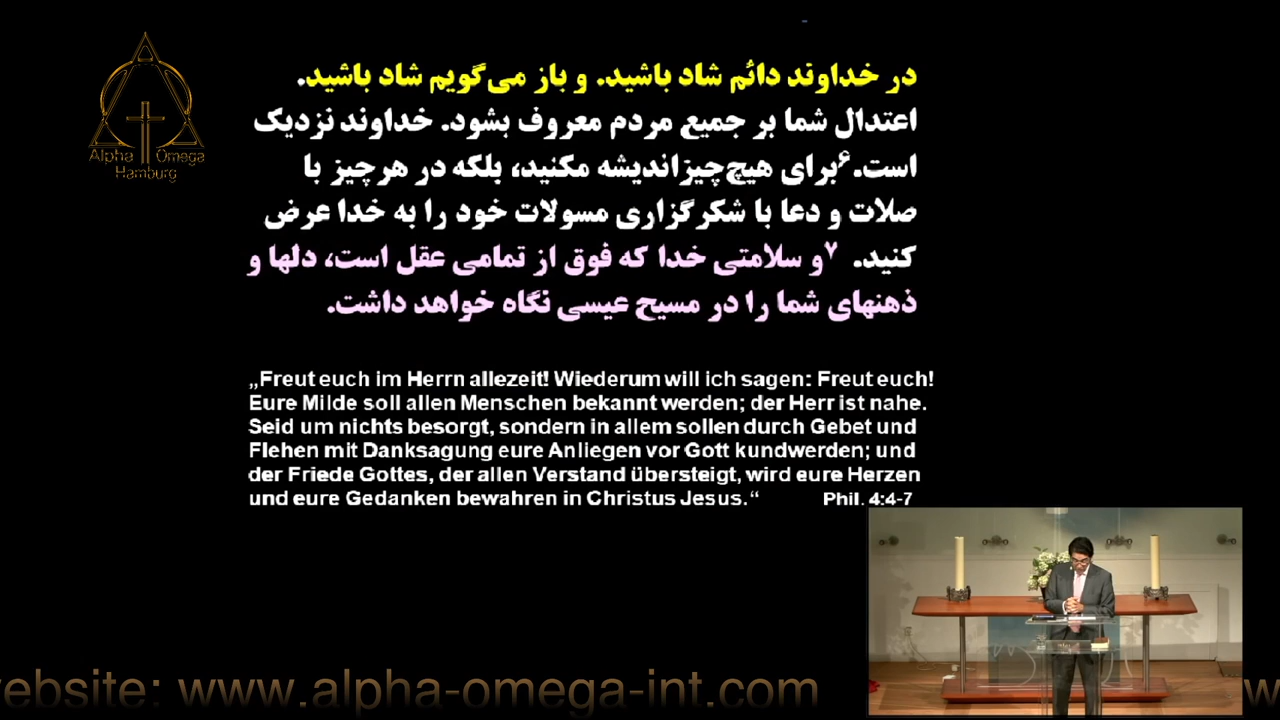 Alpha Omega
Hamburg
در خداوند دائم شاد باشید. و باز می‌گویم شاد باشید.
اعتدال شما بر جمیع مردم معروف بشود. خداوند نزدیک
است.۶برای هیچ‌چیزاندیشه مکنید، بلکه در هرچیز با
صلات و دعا با شکرگزاری مسولات خود را به خدا عرض
کنید. ۷و سلامتی خدا که فوق از تمامی عقل است، دلها و
ذهنهای شما را در مسیح عیسی نگاه خواهد داشت.
„Freut euch im Herrn allezeit! Wiederum will ich sagen: Freut euch!
Eure Milde soll allen Menschen bekannt werden; der Herr ist nahe.
Seid um nichts besorgt, sondern in allem sollen durch Gebet und
Flehen mit Danksagung eure Anliegen vor Gott kundwerden; und
der Friede Gottes, der allen Verstand übersteigt, wird eure Herzen
und eure Gedanken bewahren in Christus Jesus.“ Phil. 4:4-7
ebsite: www.alpha-omega-int.com w